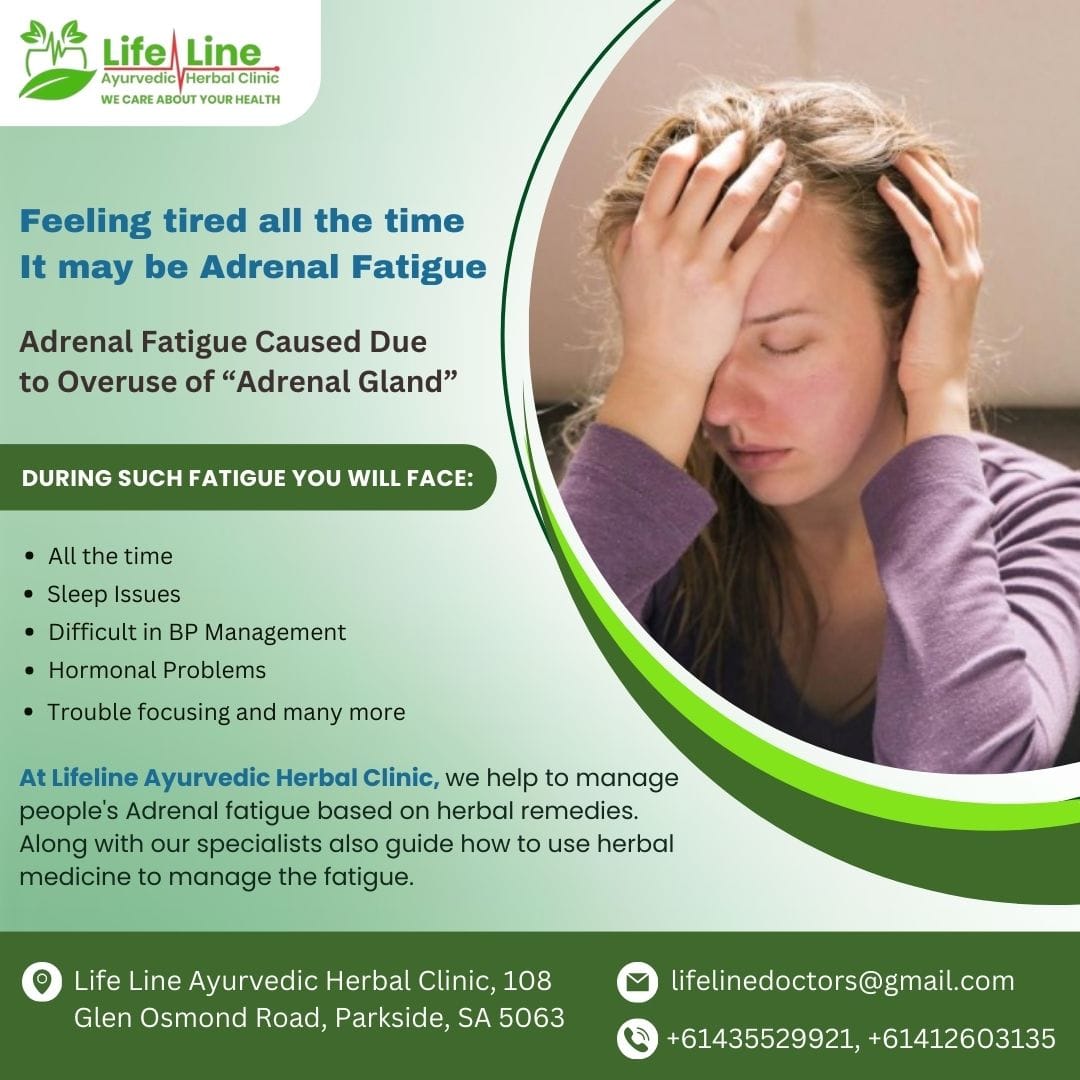 Life Line
Ayurvedic Herbal Clinic
WE CARE ABOUT YOUR HEALTH
Feeling tired all the time
It may be Adrenal Fatigue
Adrenal Fatigue Caused Due
to Overuse of “Adrenal Gland”
DURING SUCH FATIGUE YOU WILL FACE:
• All the time
• Sleep Issues
• Difficult in BP Management
• Hormonal Problems
• Trouble focusing and many more
At Lifeline Ayurvedic Herbal Clinic, we help to manage
people's Adrenal fatigue based on herbal remedies.
Along with our specialists also guide how to use herbal
medicine to manage the fatigue.
Life Line Ayurvedic Herbal Clinic, 108
Glen Osmond Road, Parkside, SA 5063
lifelinedoctors@gmail.com
+61435529921, +61412603135